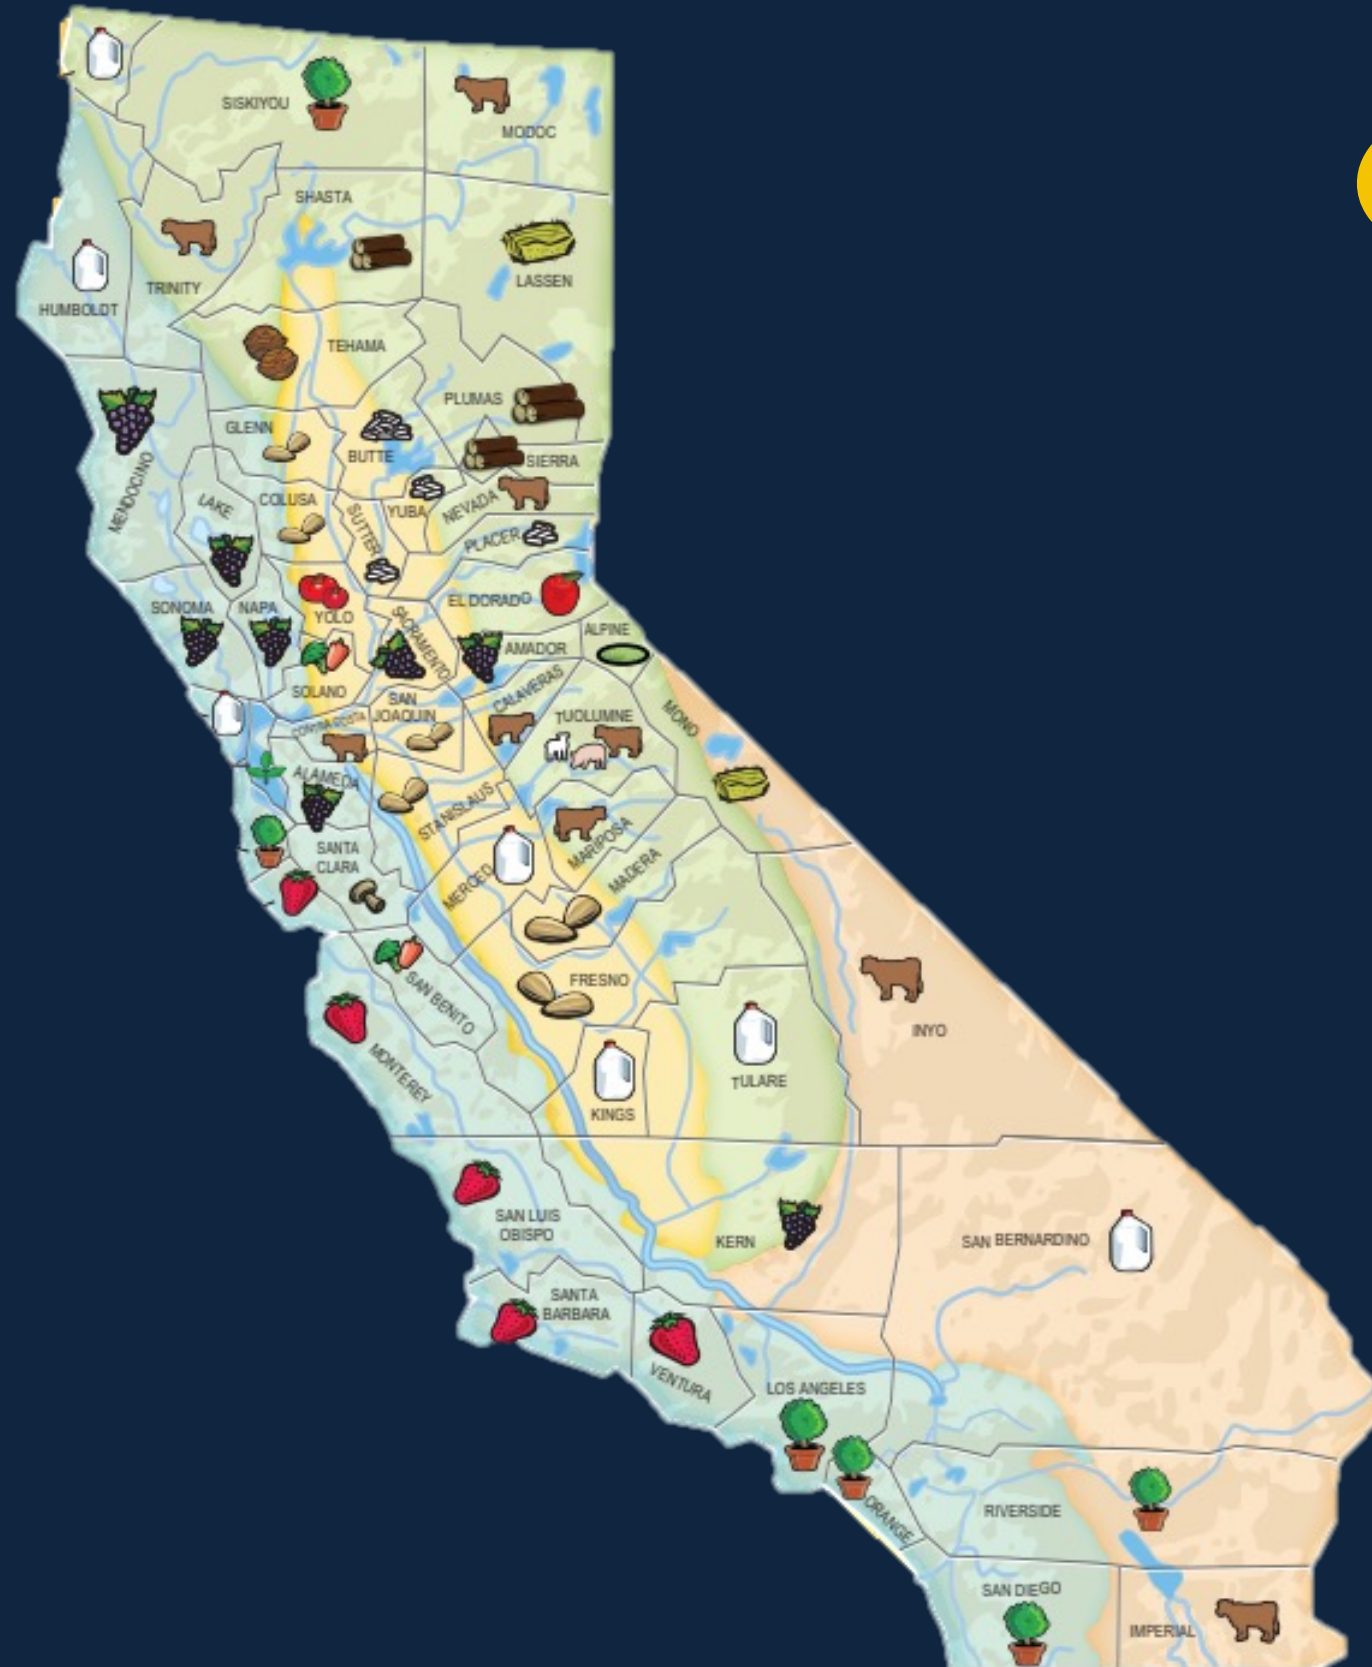 SISKIYOU
MODOC
SHASTA
LASSEN
TRINITY
HUMBOLDT
TEHAMA
PLUMAS
GLENN
BUTTE
SIERRA
MENDOCINO
LAKE
COLUSA
SUTTER
YUBA
NEVADA
PLACER
SONOMA
NAPA
YOLO
SACRAMENTO
EL DORADO
ALPINE
AMADOR
SOLANO
SAN
JOAQUIN
CALAVERAS
CONTRA COSTA
TUOLUMNE
MONO
ALAMEDA
STANISLAUS
SANTA
CLARA
MERCED
MARIPOSA
MADERA
SAN BENITO
FRESNO
MONTEREY
KINGS
TULARE
INYO
SAN LUIS
OBISPO
KERN
SAN BERNARDINO
SANTA
BARBARA
VENTURA
LOS ANGELES
ORANGE
RIVERSIDE
SAN DIEGO
IMPERIAL